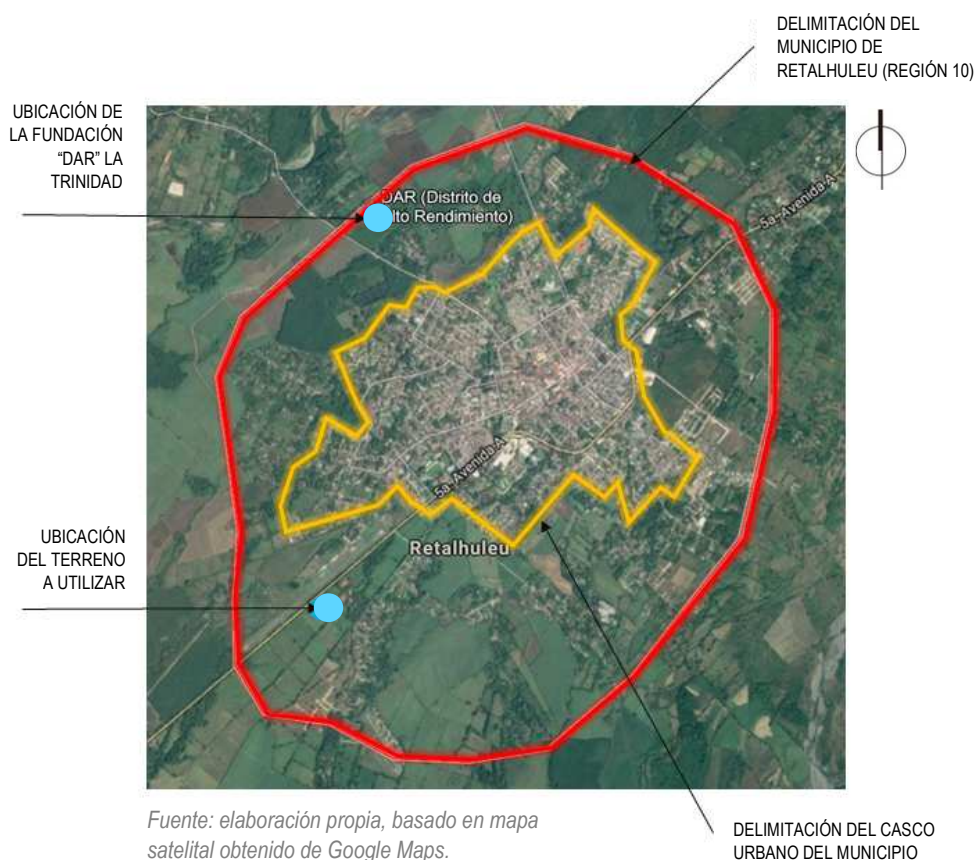 DELIMITACIÓN DEL
MUNICIPIO DE
RETALHULEU (REGIÓN 10)
UBICACIÓN DE
LA FUNDACIÓN
“DAR” LA
TRINIDAD
DAR (Distrito de
lto Rendimiento)
5a. Avenida A
5a. Avenida A
Retalhuleu
UBICACIÓN
DEL TERRENO
A UTILIZAR
Fuente: elaboración propia, basado en mapa
satelital obtenido de Google Maps.
DELIMITACIÓN DEL CASCO
URBANO DEL MUNICIPIO